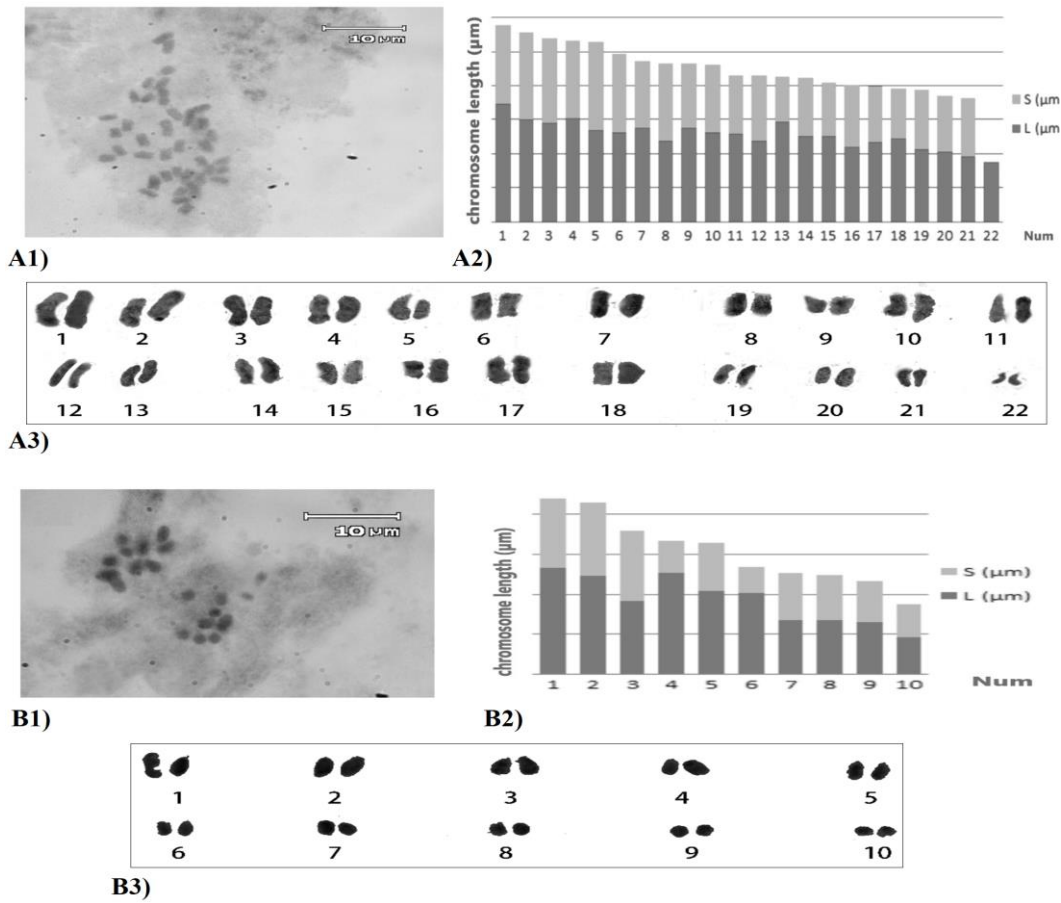 10 µm
chromosome length (µm)
S (µm
L (µm
1 2 3 4 5 6 7 8 9 10 11 12 13 14 15 16 17 18 19 20 21 22 Num
A1) A2)
1 2 3 4 5 6 7 8 9 10 11
12 13 14 15 16 17 18 19 20 21 22
A3)
10 µm
chromosome length (µm)
S (µm)
L (µm)
1 2 3 4 5 6 7 8 9 10 Num
B1) B2)
1 2 3 4 5
6 7 8 9 10
B3)